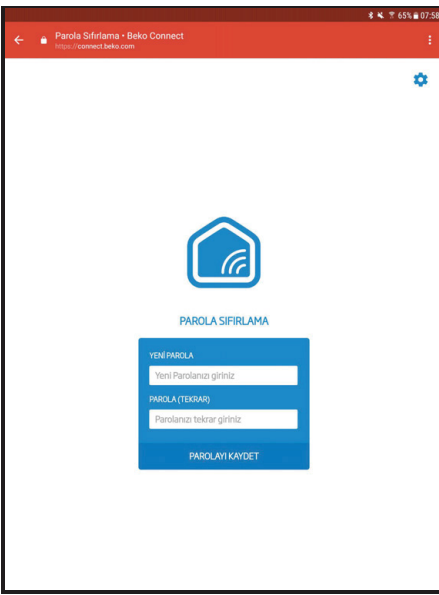 65% 07:58
Parola Sıfırlama • Beko Connect
https://connect.beko.com
PAROLA SIFIRLAMA
YENİ PAROLA
Yeni Parolanızı giriniz
PAROLA (TEKRAR)
Parolanızı tekrar giriniz
PAROLAYI KAYDET